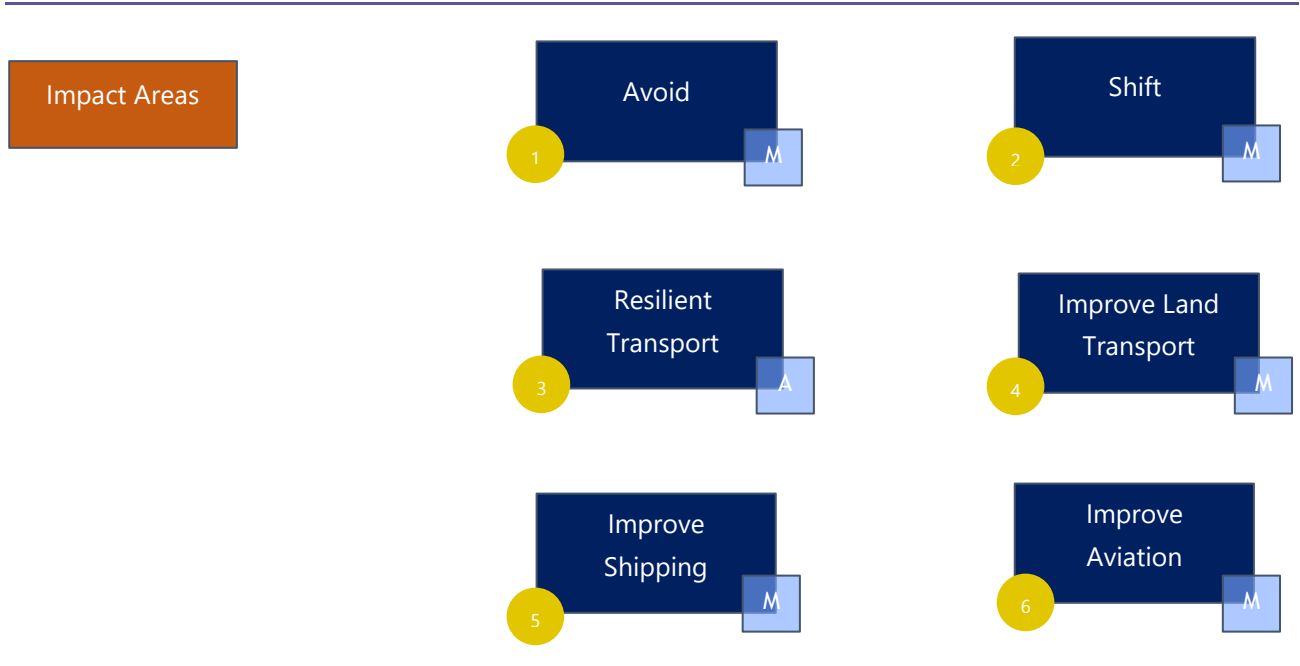 Impact Areas
Avoid
1
M
Shift
2
M
Resilient
Transport
3
A
Improve Land
Transport
4
M
Improve
Shipping
5
M
Improve
Aviation
6
M